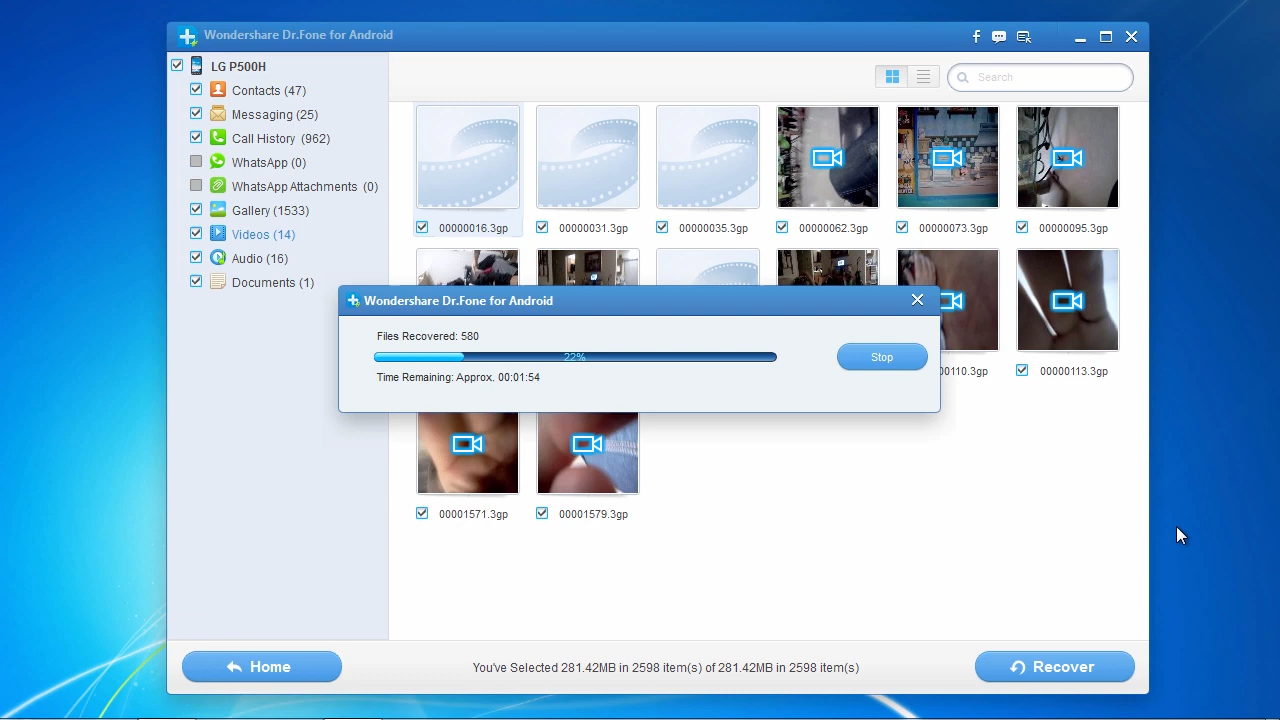 Wondershare Dr.Fone for Android
LG P500H
Search
Contacts (47)
Messaging (25)
Call History (962)
WhatsApp (0)
WhatsApp Attachments (0)
Gallery (1533)
Videos (14)
Audio (16)
Documents (1)
00000016.3gp
00000031.3gp
00000035.3gp
00000062.3gp
00000073.3gp
00000095.3gp
Wondershare Dr.Fone for Android
Files Recovered: 580
22%
Stop
Time Remaining: Approx. 00:01:54
00110.3gp
00000113.3gp
00001571.3gp
00001579.3gp
Home
You've Selected 281.42MB in 2598 item(s) of 281.42MB in 2598 item(s)
Recover